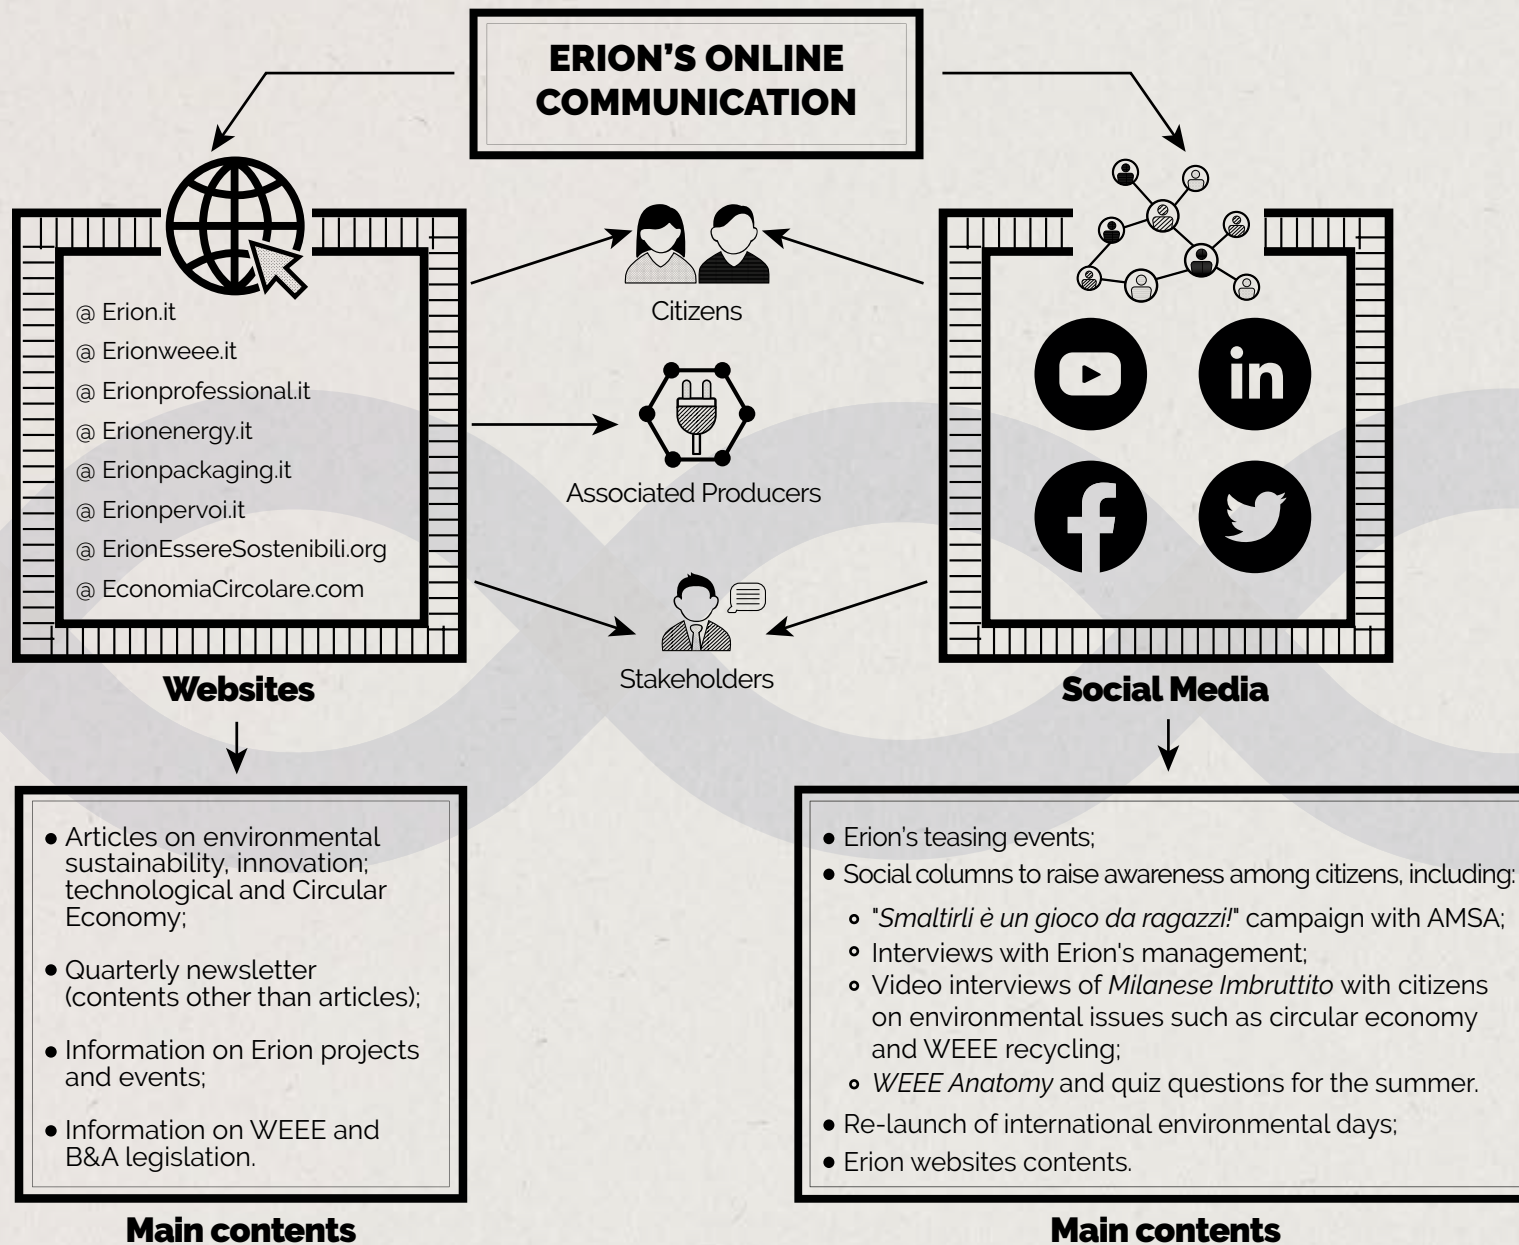 ERION'S ONLINE
COMMUNICATION
@ Erion.it
@ Erionweee.it
@ Erionprofessional.it
@ Erionenergy.it
@ Erionpackaging.it
@ Erionpervoi.it
@ ErionEssereSostenibili.org
@ EconomiaCircolare.com
Websites
Citizens
Associated Producers
Stakeholders
in
f
Social Media
• Articles on environmental
sustainability, innovation;
technological and Circular
Economy;
• Quarterly newsletter
(contents other than articles);
• Information on Erion projects
and events;
• Information on WEEE and
B&A legislation.
Main contents
• Erion's teasing events;
• Social columns to raise awareness among citizens, including:
∘ "Smaltirli è un gioco da ragazzi!" campaign with AMSA;
∘ Interviews with Erion's management;
∘ Video interviews of Milanese Imbruttito with citizens
on environmental issues such as circular economy
and WEEE recycling;
∘ WEEE Anatomy and quiz questions for the summer.
• Re-launch of international environmental days;
• Erion websites contents.
Main contents